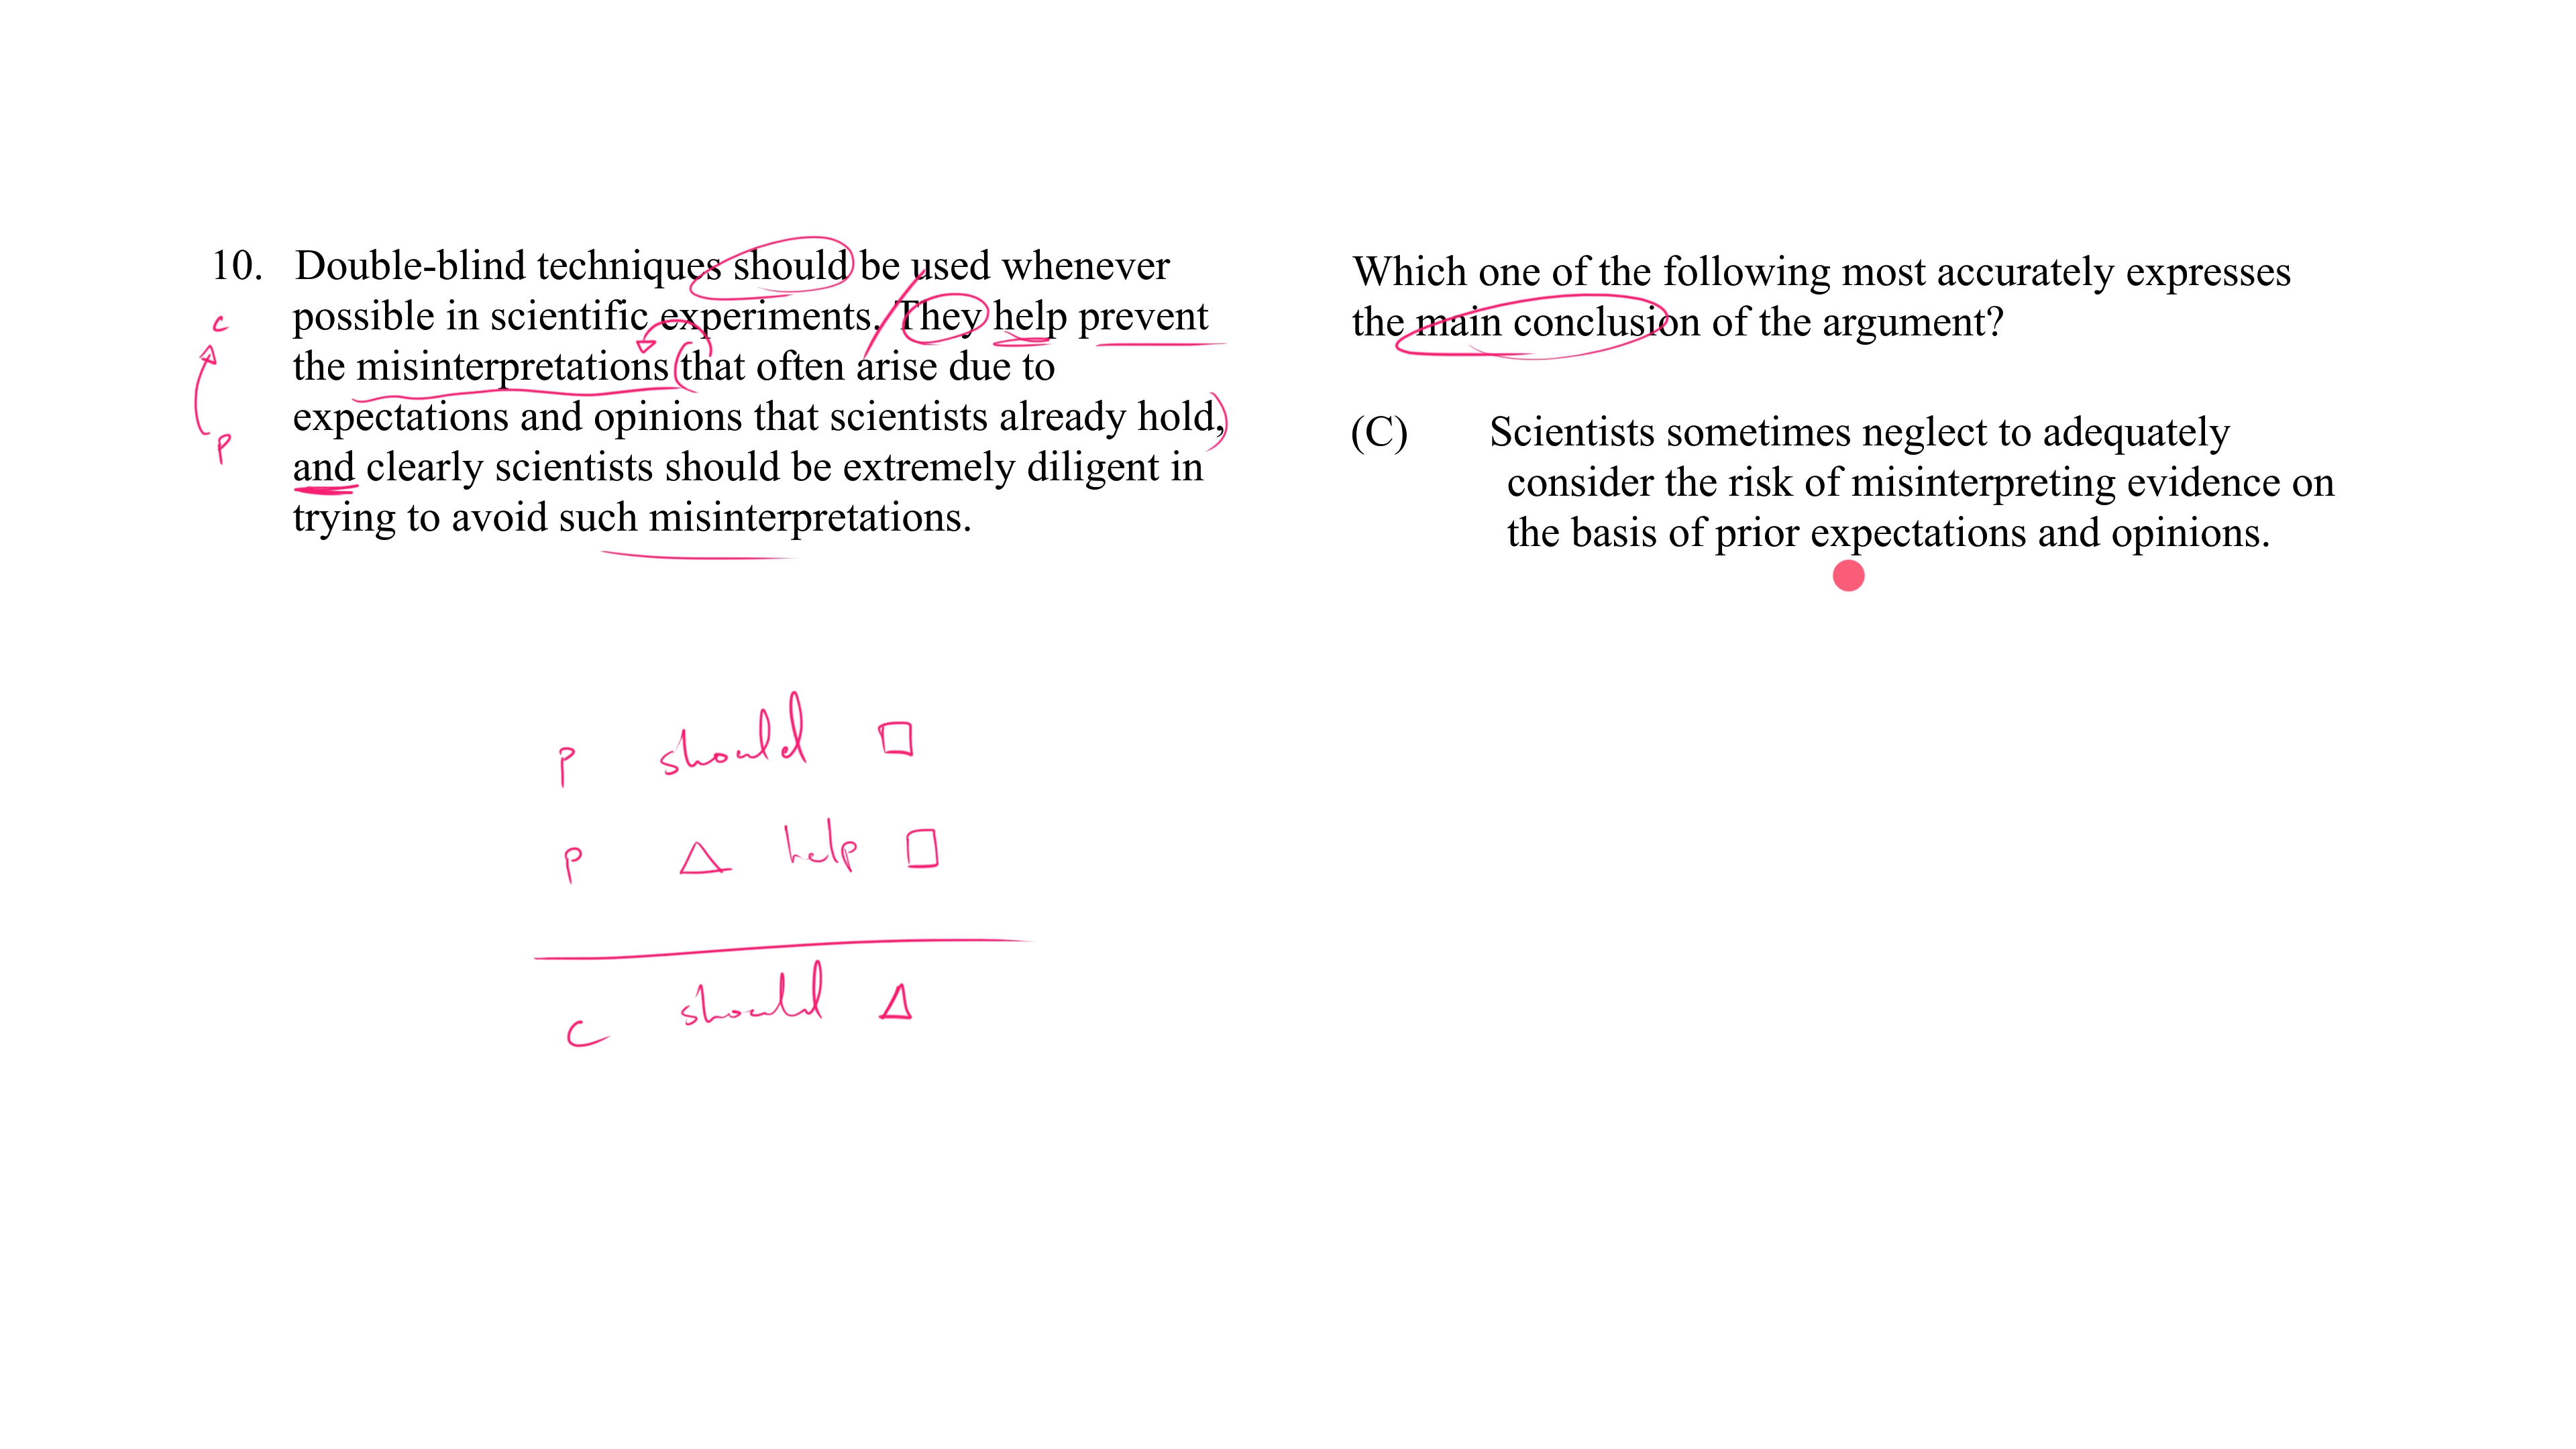 10. Double-blind techniques should be used whenever
possible in scientific experiments. They help prevent
the misinterpretations that often arise due to
expectations and opinions that scientists already hold,
and clearly scientists should be extremely diligent in
trying to avoid such misinterpretations.
c
p
Which one of the following most accurately expresses
the main conclusion of the argument?
(C) Scientists sometimes neglect to adequately
consider the risk of misinterpreting evidence on
the basis of prior expectations and opinions.
p should □
p △ help □
c should △